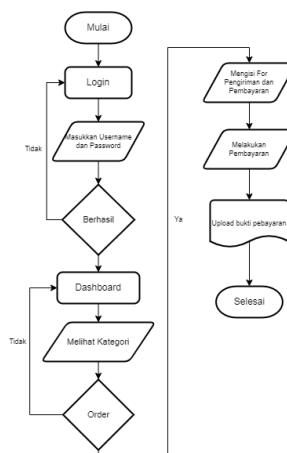 Mulai
Login
Masukkan Username
dan Password
Tidak
Berhasil
Dashboard
Melihat Kategori
Tidak
Order
Ya
Mengisi For
Pengiriman dan
Pembayaran
Melakukan
Pembayaran
Upload bukti pebayaran
Selesai